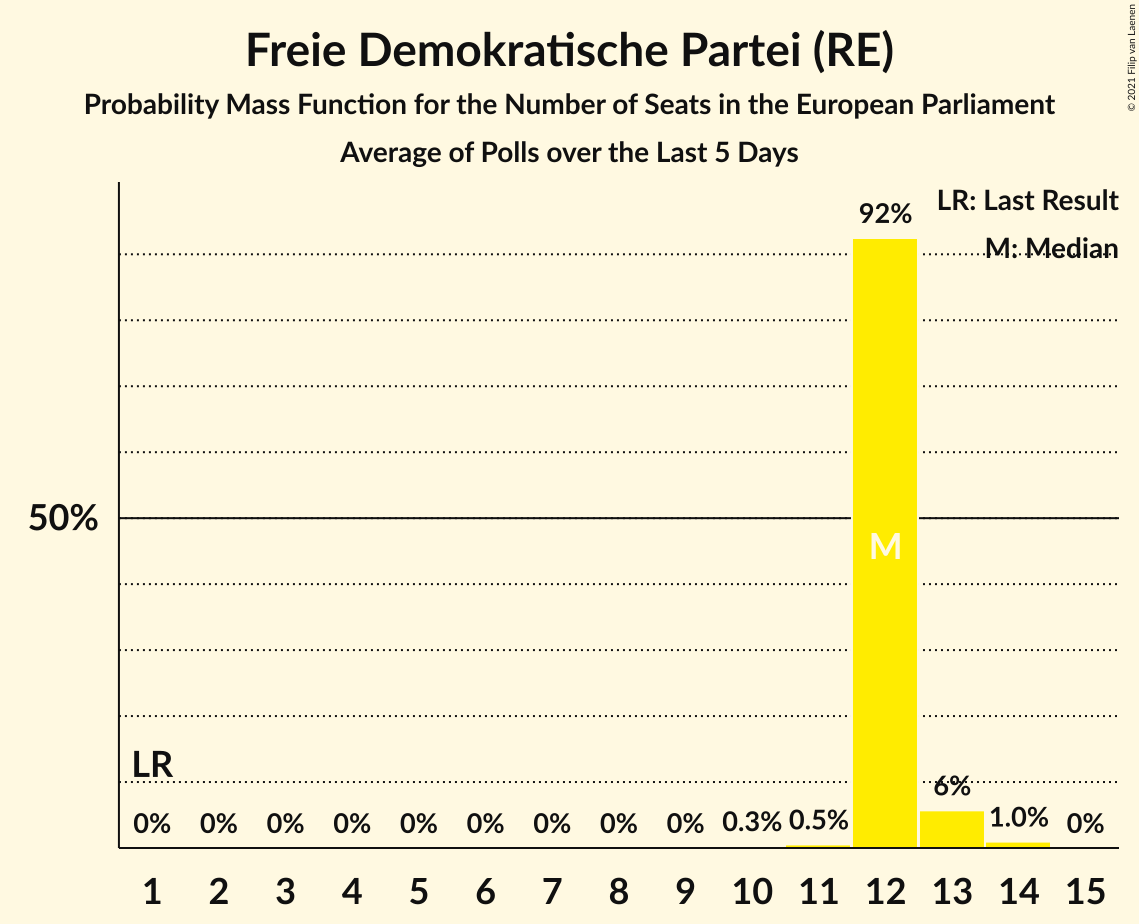 Freie Demokratische Partei (RE)
Probability Mass Function for the Number of Seats in the European Parliament
Average of Polls over the Last 5 Days
© 2021 Filip van Laenen
LR: Last Result
M: Median
92%
50%
M
LR
0% 0% 0% 0% 0% 0% 0% 0% 0% 0.3% 0.5% 6% 1.0% 0%
1 2 3 4 5 6 7 8 9 10 11 12 13 14 15